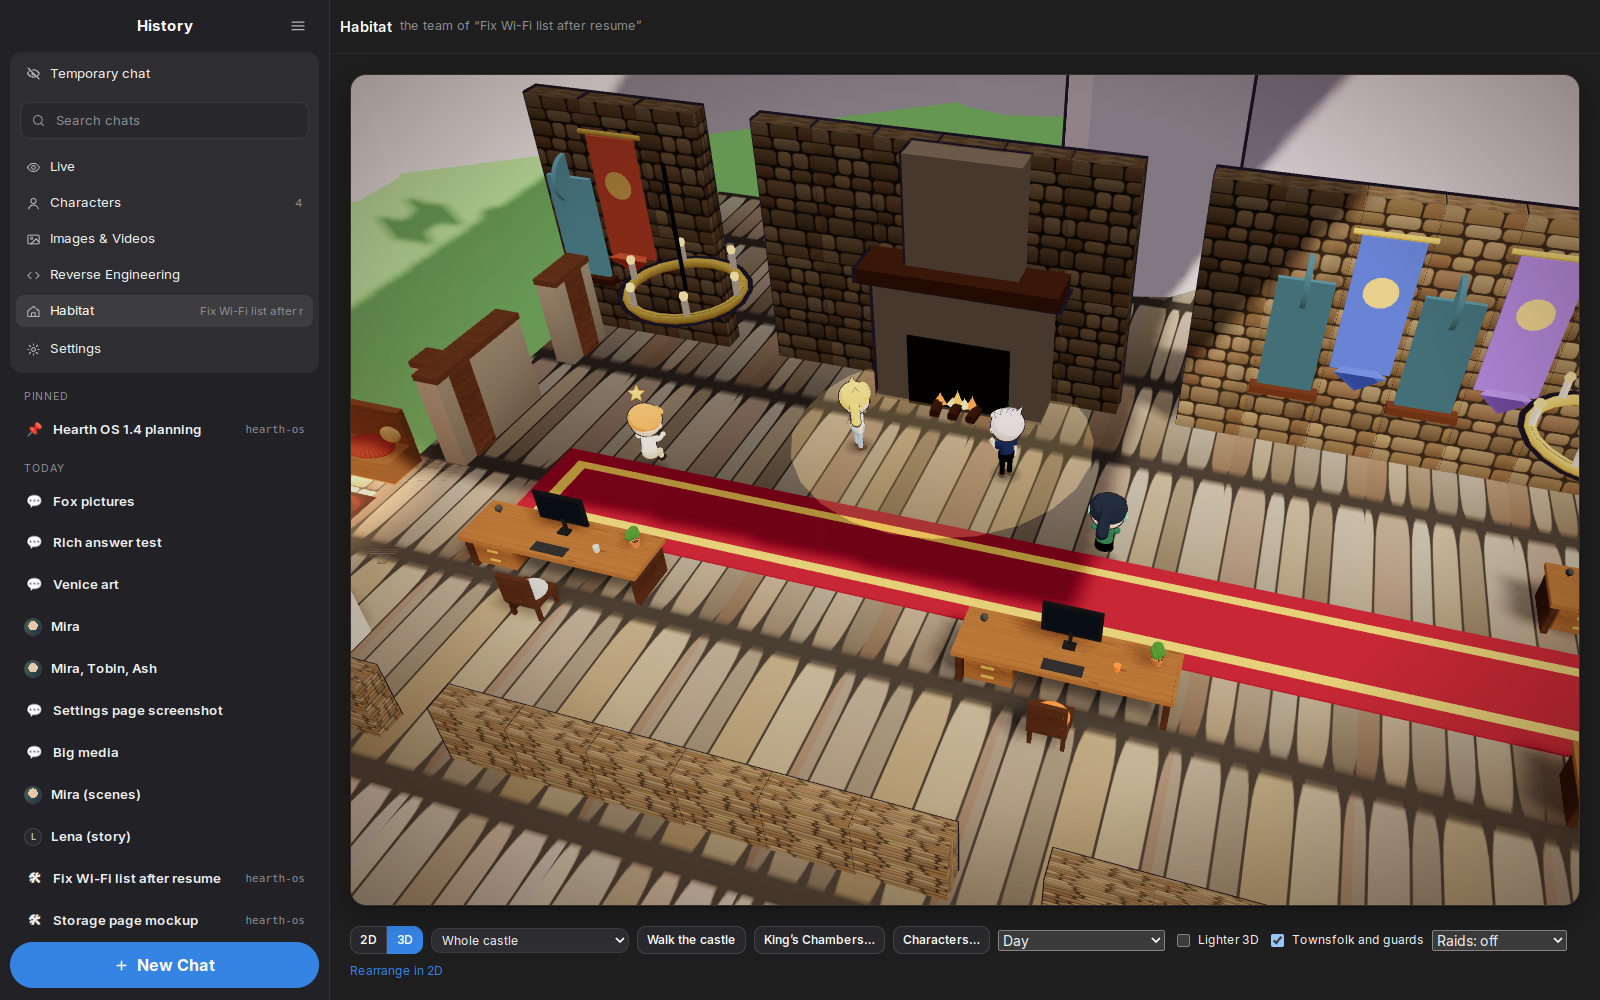 History
Temporary chat
Search chats
Live
Characters 4
Images & Videos
Reverse Engineering
Habitat Fix Wi-Fi list after r
Settings
PINNED
Hearth OS 1.4 planning hearth-os
TODAY
Fox pictures
Rich answer test
Venice art
Mira
Mira, Tobin, Ash
Settings page screenshot
Big media
Mira (scenes)
L Lena (story)
Fix Wi-Fi list after resume hearth-os
Storage page mockup hearth-os
+ New Chat
Habitat the team of “Fix Wi-Fi list after resume”
2D 3D Whole castle Walk the castle King’s Chambers... Characters... Day Lighter 3D Townsfolk and guards Raids: off
Rearrange in 2D